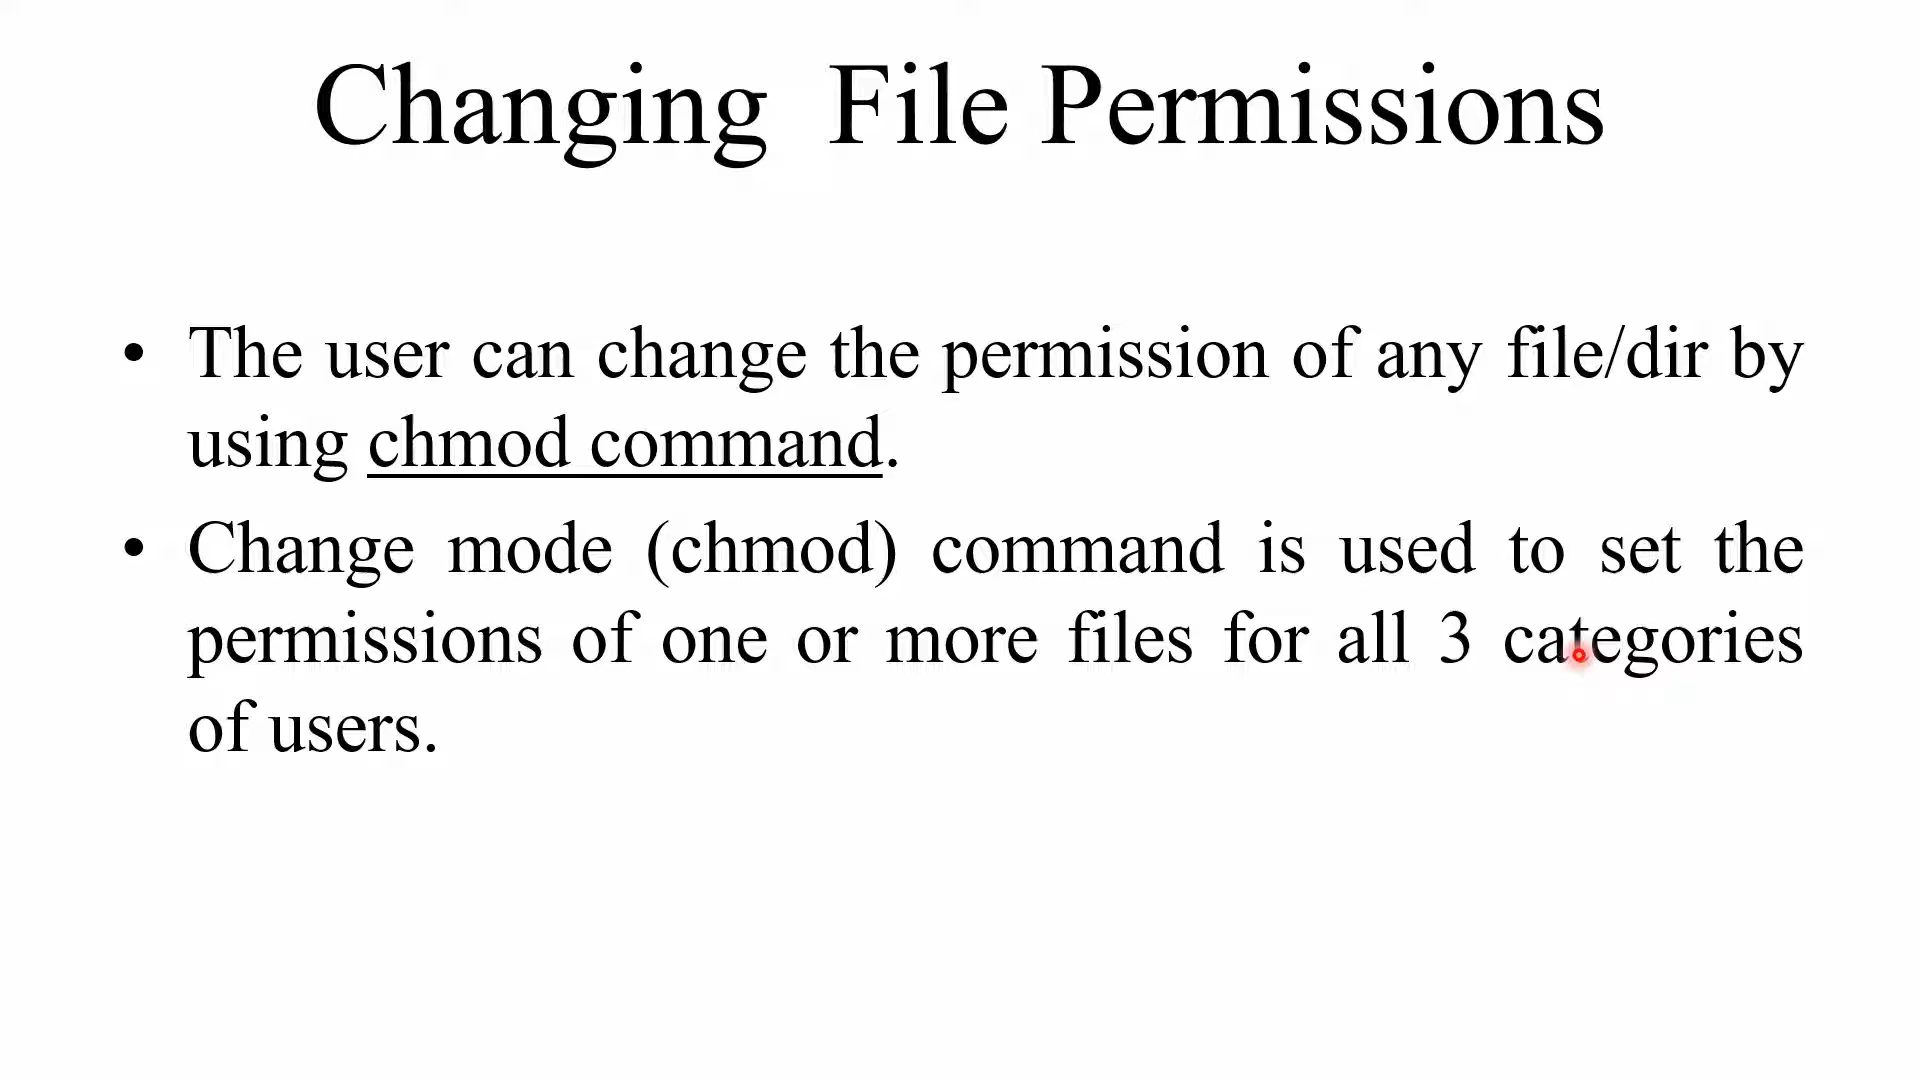 Changing  File Permissions
• The user can change the permission of any file/dir by
using chmod command.
• Change mode (chmod) command is used to set the
permissions of one or more files for all 3 categories
of users.